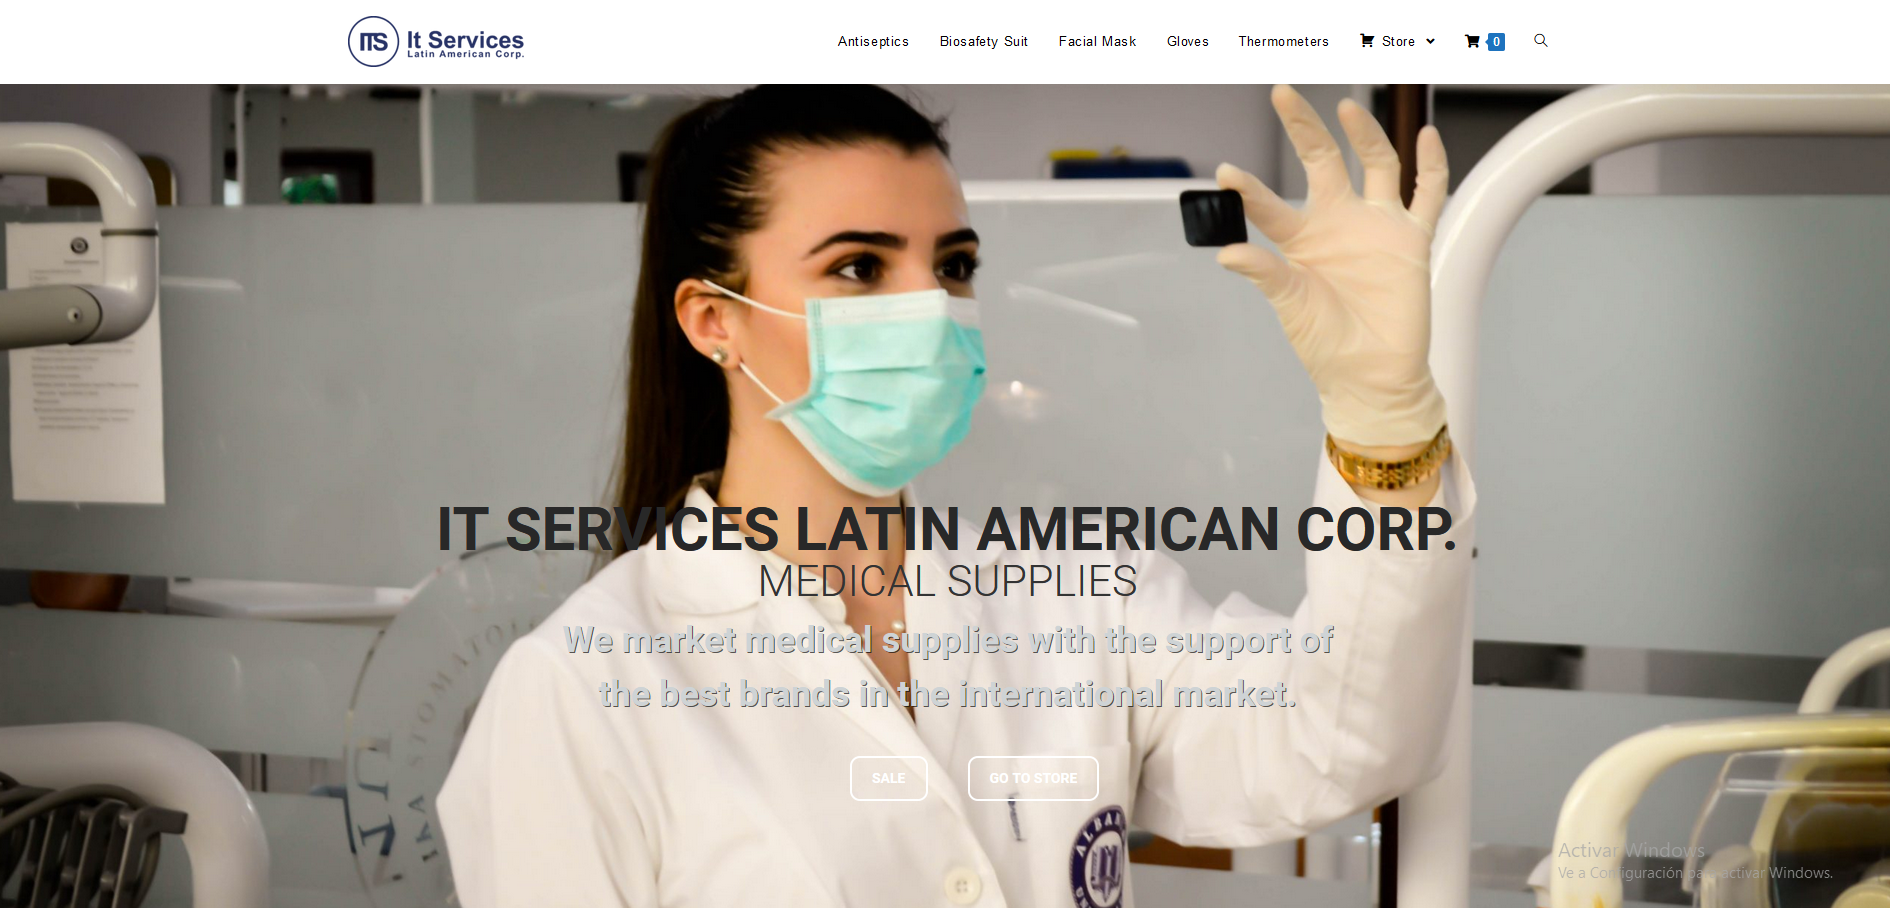 ITS It Services
Latin American Corp.
Antiseptics Biosafety Suit Facial Mask Gloves Thermometers Store 0
IT SERVICES LATIN AMERICAN CORP.
MEDICAL SUPPLIES
We market medical supplies with the support of
the best brands in the international market.
SALE GO TO STORE
ALBA
Activar Windows
Ve a Configuración para activar Windows.